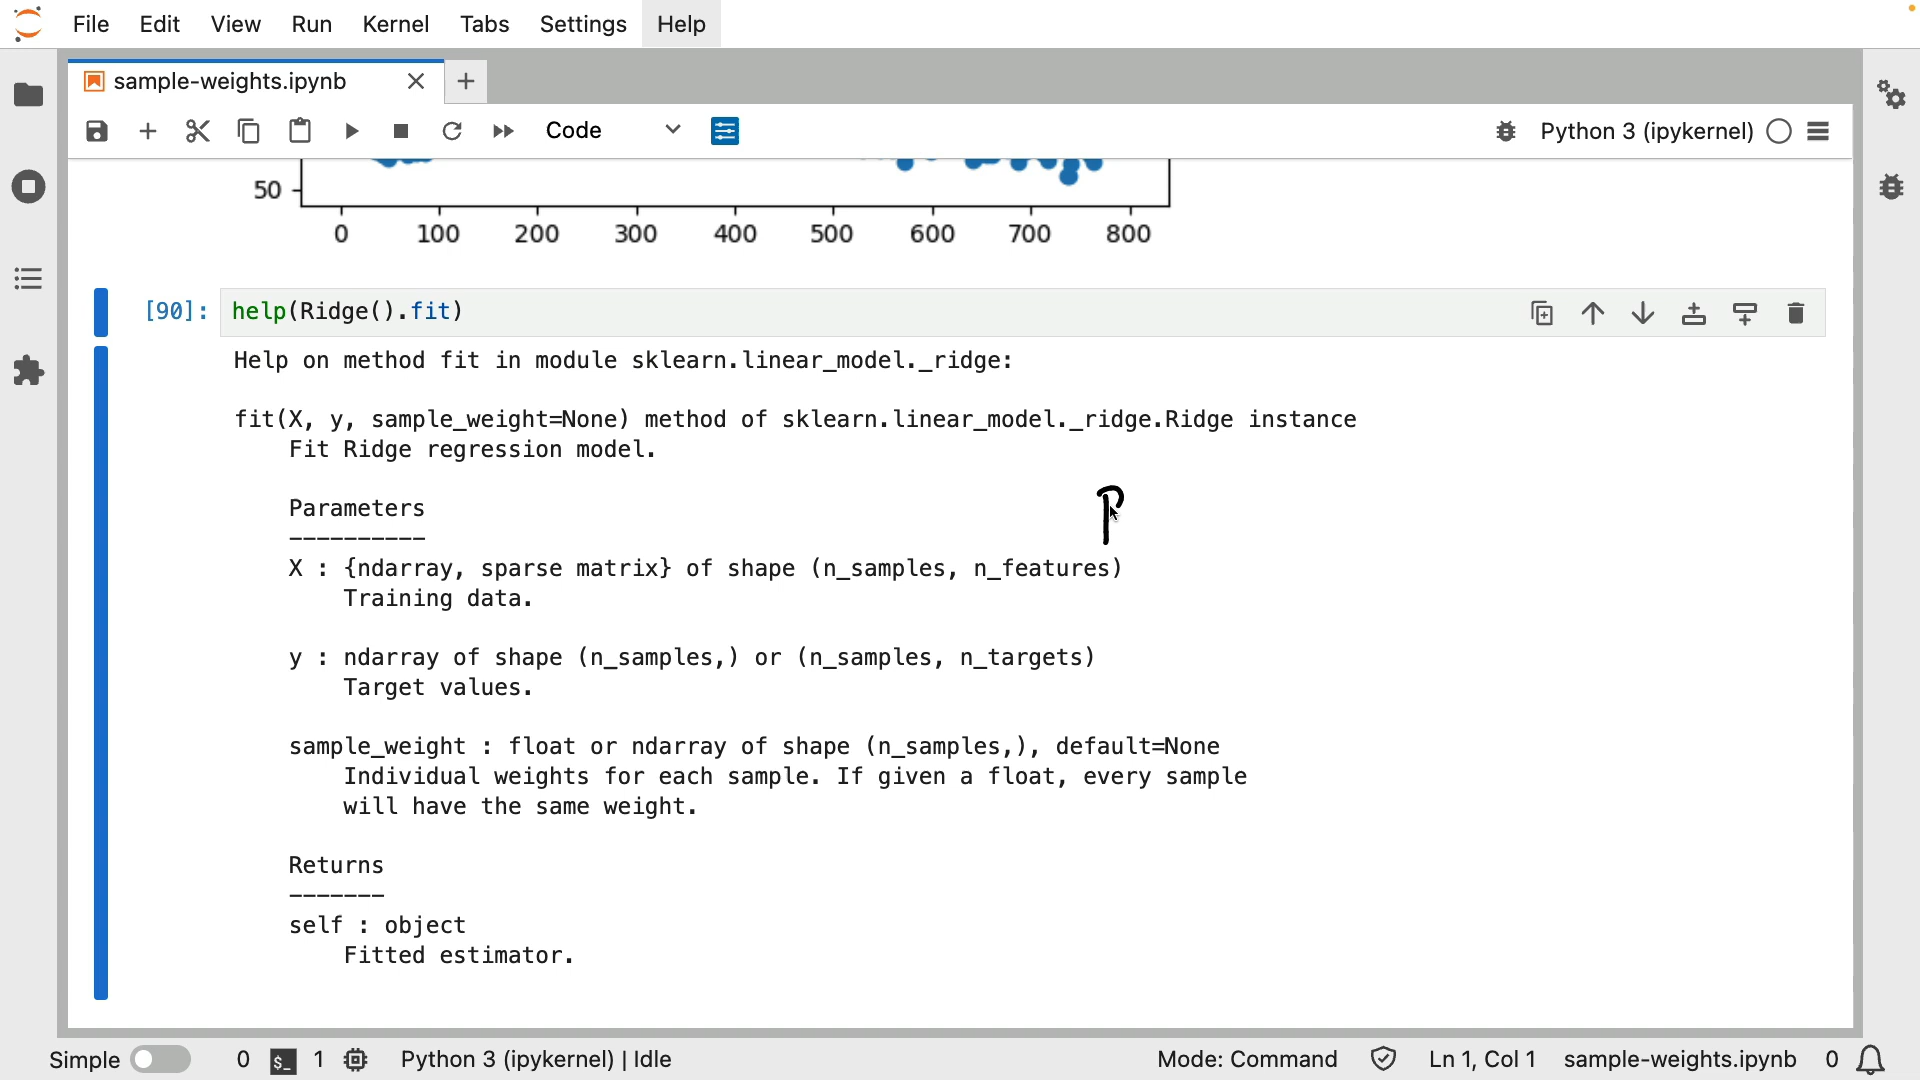 File Edit View Run Kernel Tabs Settings Help
sample-weights.ipynb
Code Python 3 (ipykernel)
50
0 100 200 300 400 500 600 700 800
[90]: help(Ridge().fit)
Help on method fit in module sklearn.linear_model._ridge:
fit(X, y, sample_weight=None) method of sklearn.linear_model._ridge.Ridge instance
Fit Ridge regression model.
Parameters
----------
X : {ndarray, sparse matrix} of shape (n_samples, n_features)
Training data.
y : ndarray of shape (n_samples,) or (n_samples, n_targets)
Target values.
sample_weight : float or ndarray of shape (n_samples,), default=None
Individual weights for each sample. If given a float, every sample
will have the same weight.
Returns
-------
self : object
Fitted estimator.
Simple 0 $_ 1 Python 3 (ipykernel) | Idle Mode: Command Ln 1, Col 1 sample-weights.ipynb 0